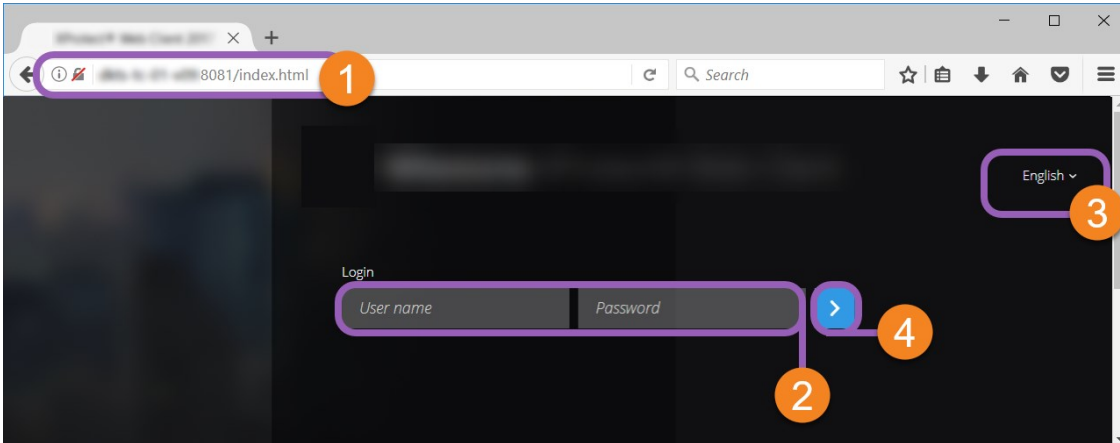 8081/index.html
1
Search
English
3
Login
User name
Password
4
2